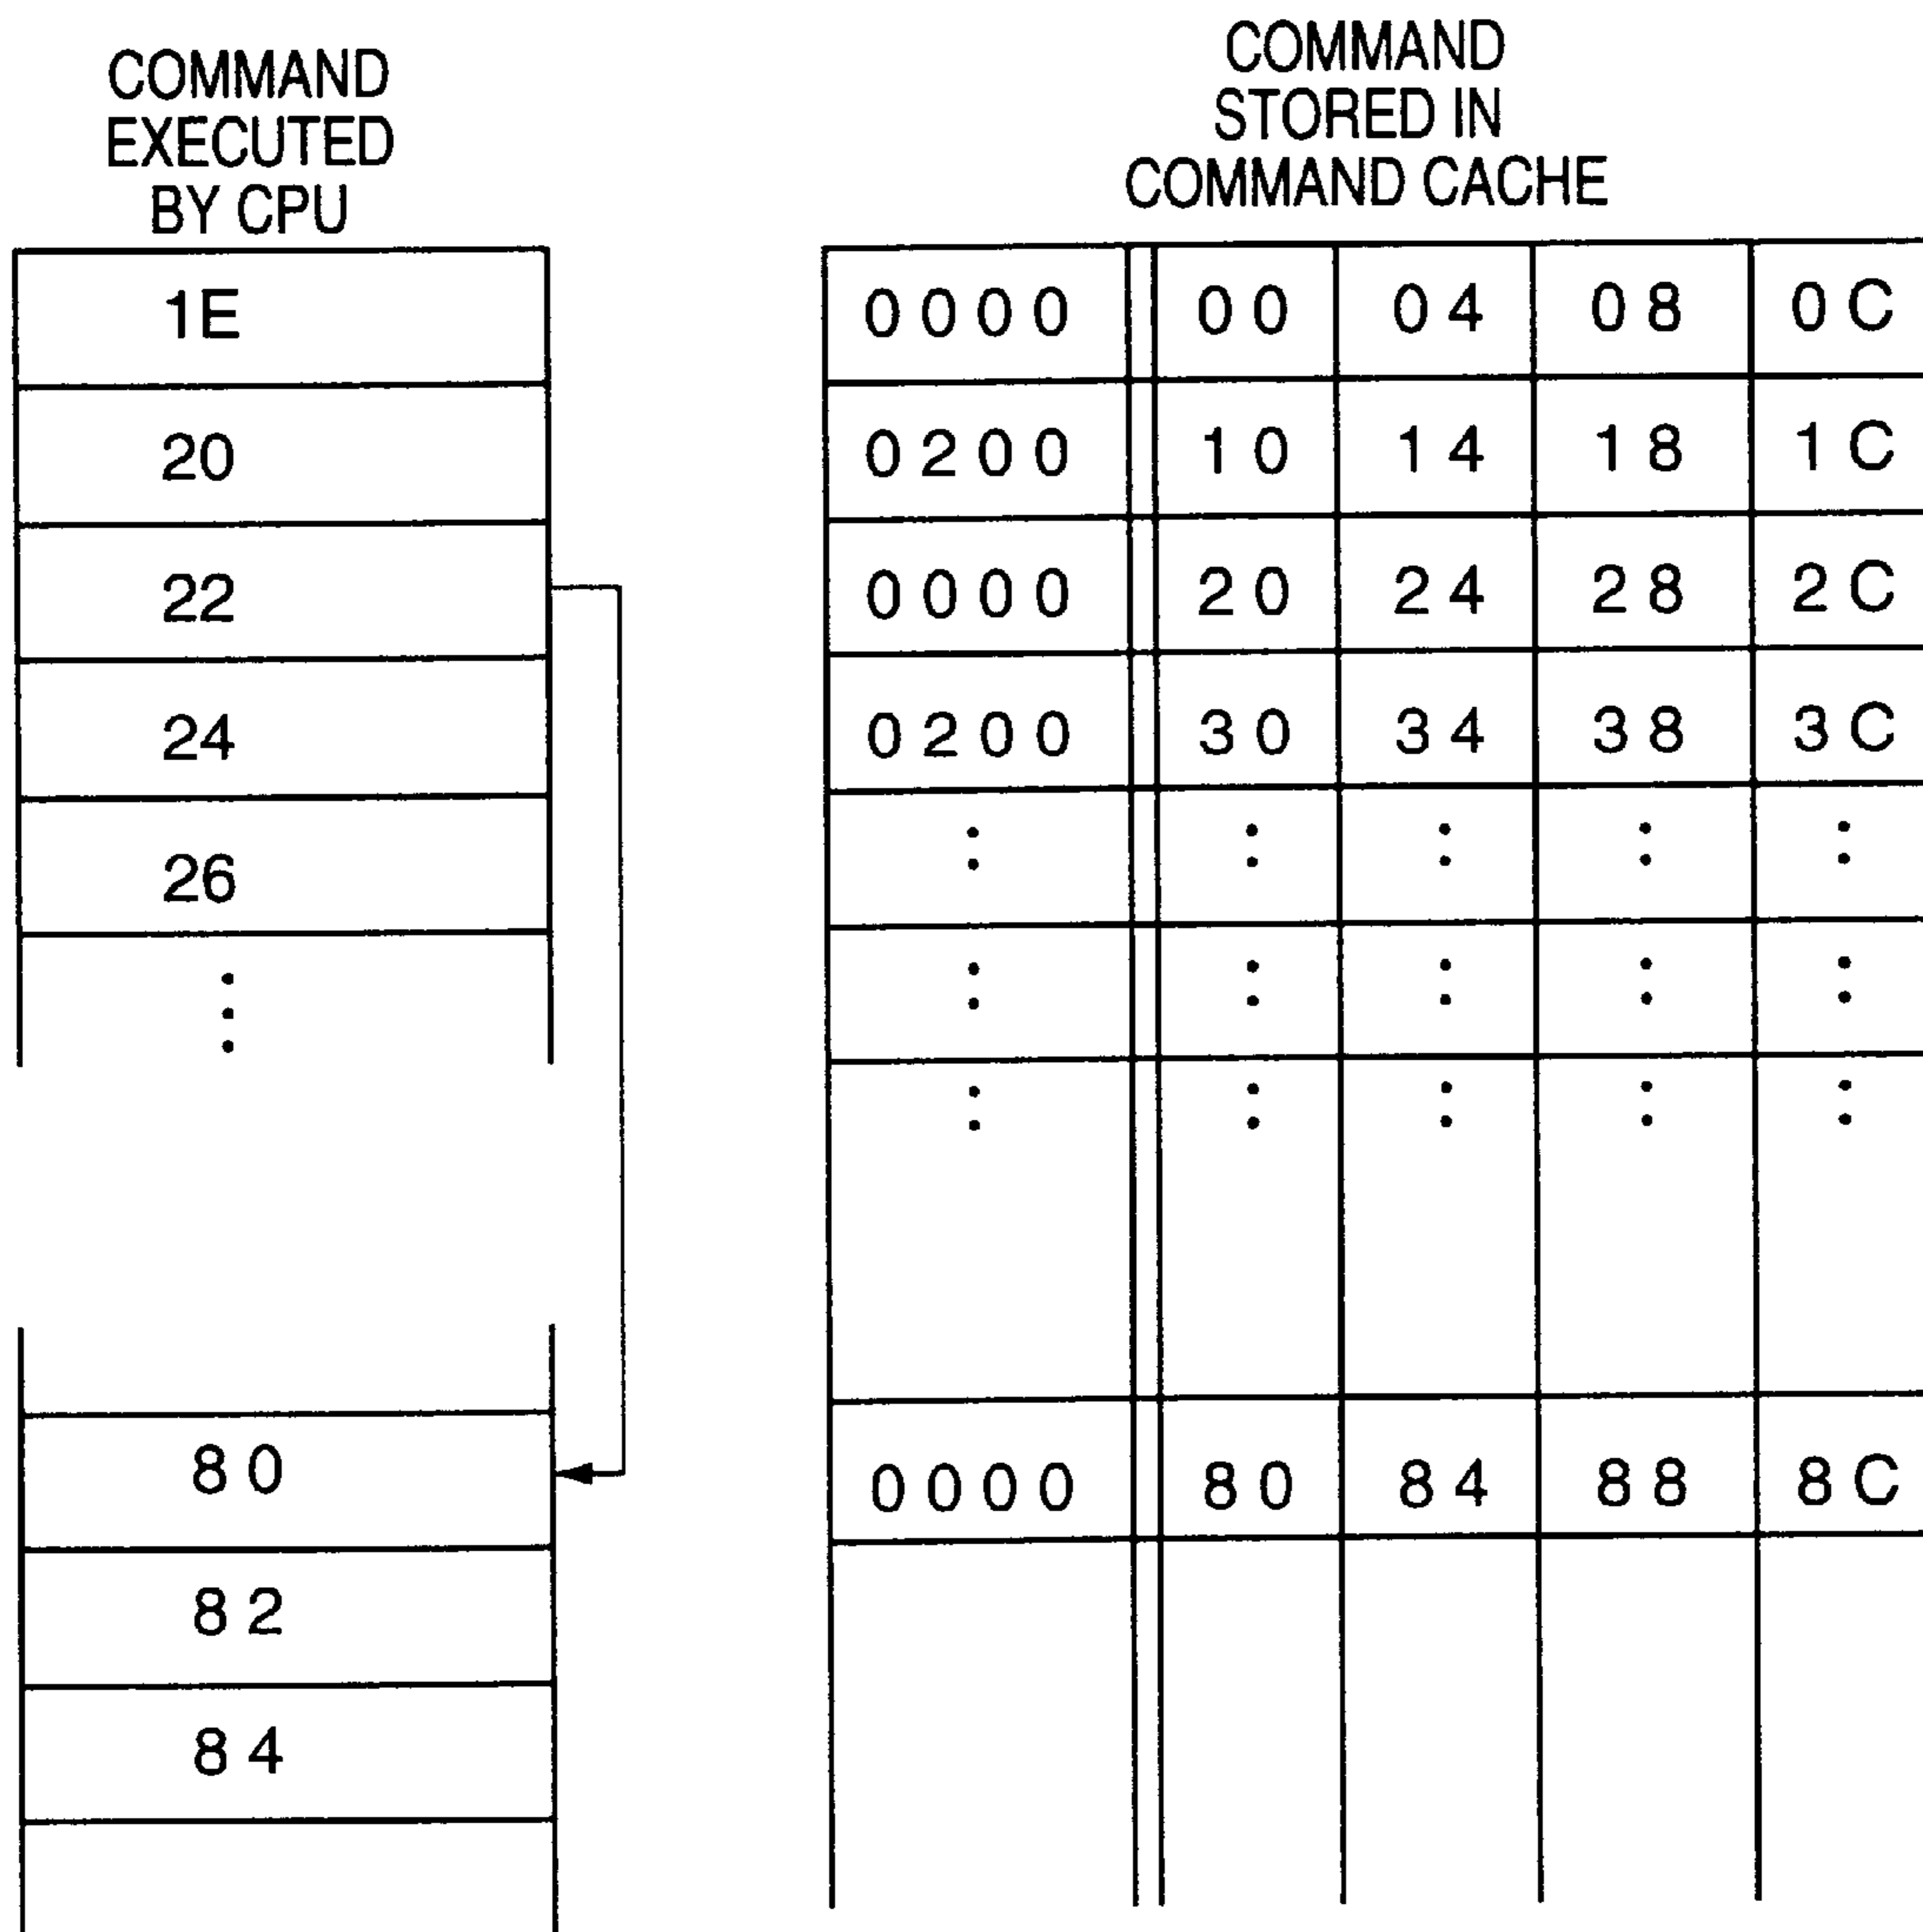 COMMAND
EXECUTED
BY CPU
1E
20
22
24
26
80
82
84
COMMAND
STORED IN
COMMAND CACHE
0000 00 04 08 0C
0200 10 14 18 1C
0000 20 24 28 2C
0200 30 34 38 3C
: : : : :
: : : : :
: : : : :
0000 80 84 88 8C